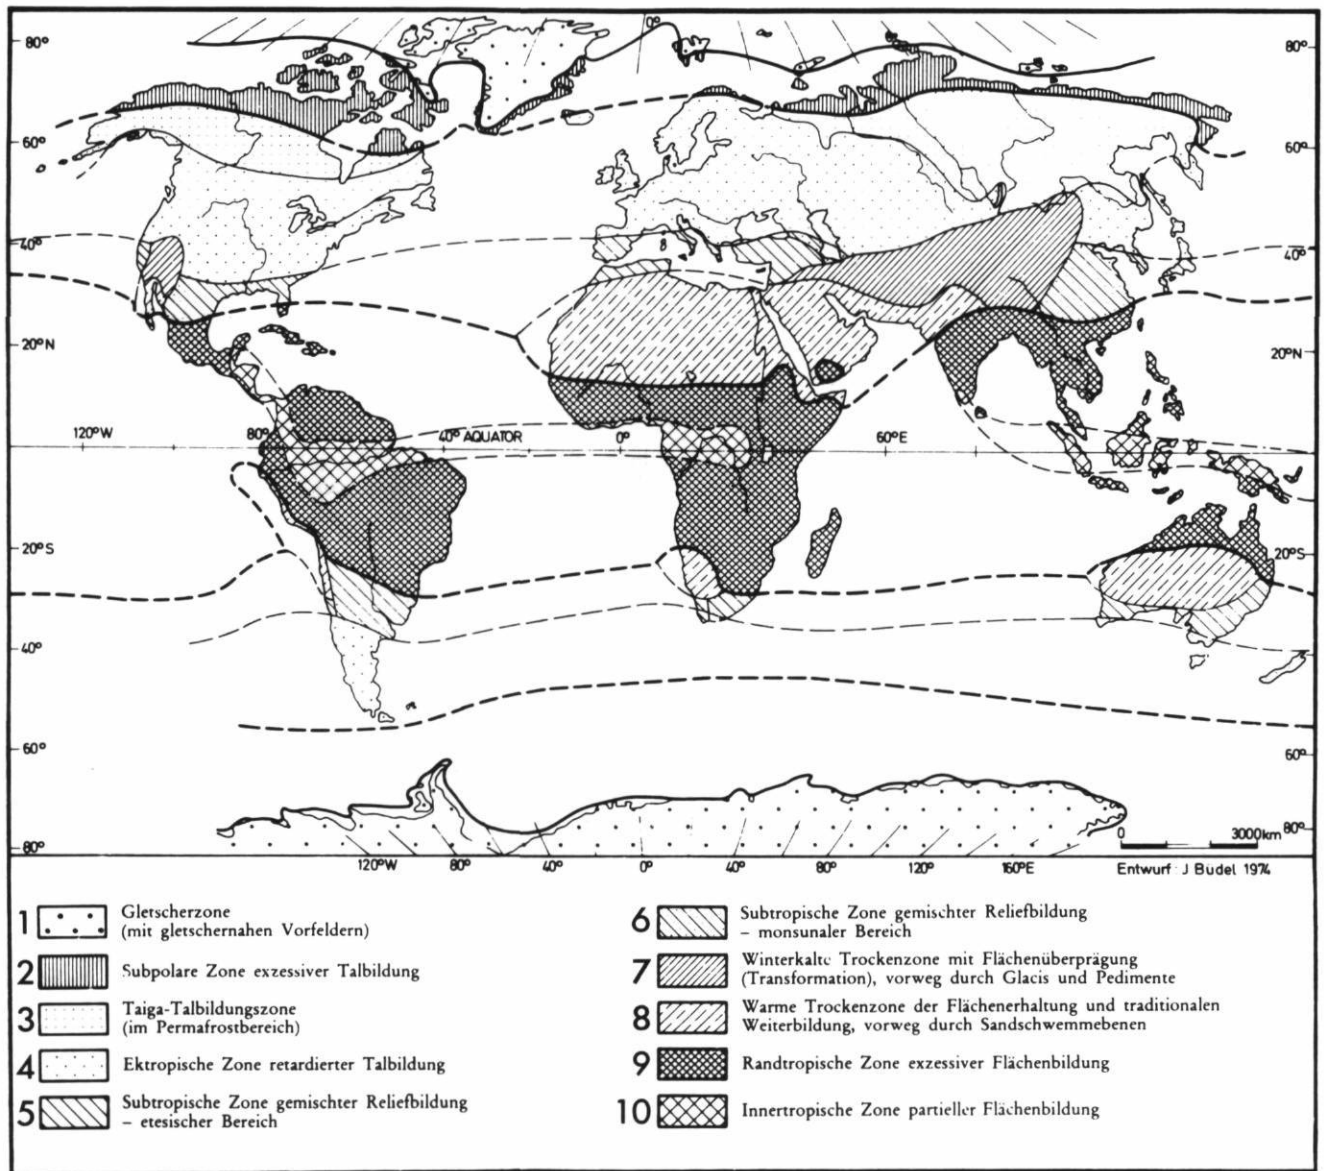 0°
80°
80°
60°
60°
40°
40°
20°N
20°N
120°W
80°
40° ÄQUATOR
0°
60°E
20°S
20°S
40°
40°
60°
60°
80°
80°
0 3000km
120°W
80°
40°
0°
40°
80°
120°
160°E
Entwurf: J Büdel 1974
1 Gletscherzone
(mit gletschernahen Vorfeldern)
2 Subpolare Zone exzessiver Talbildung
3 Taiga-Talbildungszone
(im Permafrostbereich)
4 Ektropische Zone retardierter Talbildung
5 Subtropische Zone gemischter Reliefbildung
– etesischer Bereich
6 Subtropische Zone gemischter Reliefbildung
– monsunaler Bereich
7 Winterkalte Trockenzone mit Flächenüberprägung
(Transformation), vorweg durch Glacis und Pedimente
8 Warme Trockenzone der Flächenerhaltung und traditionalen
Weiterbildung, vorweg durch Sandschwemmebenen
9 Randtropische Zone exzessiver Flächenbildung
10 Innertropische Zone partieller Flächenbildung